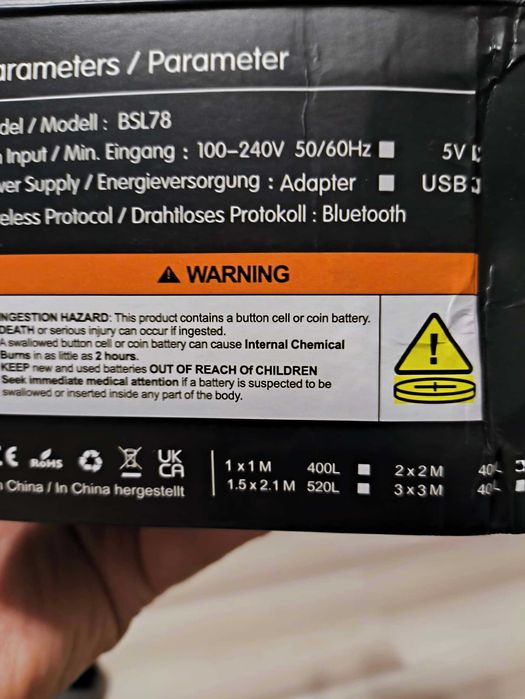 arameters / Parameter
del / Modell : BSL78
Input / Min. Eingang : 100-240V 50/60Hz 5V
er Supply / Energieversorgung : Adapter USB
eless Protocol / Drahtloses Protokoll : Bluetooth
WARNING
INGESTION HAZARD: This product contains a button cell or coin battery.
DEATH or serious injury can occur if ingested.
A swallowed button cell or coin battery can cause Internal Chemical
Burns in as little as 2 hours.
KEEP new and used batteries OUT OF REACH Of CHILDREN
Seek immediate medical attention if a battery is suspected to be
swallowed or inserted inside any part of the body.
CE RoHS UK CA
China / In China hergestellt
1 x 1 M 400L 2 x 2 M 40
1.5 x 2.1 M 520L 3 x 3 M 40